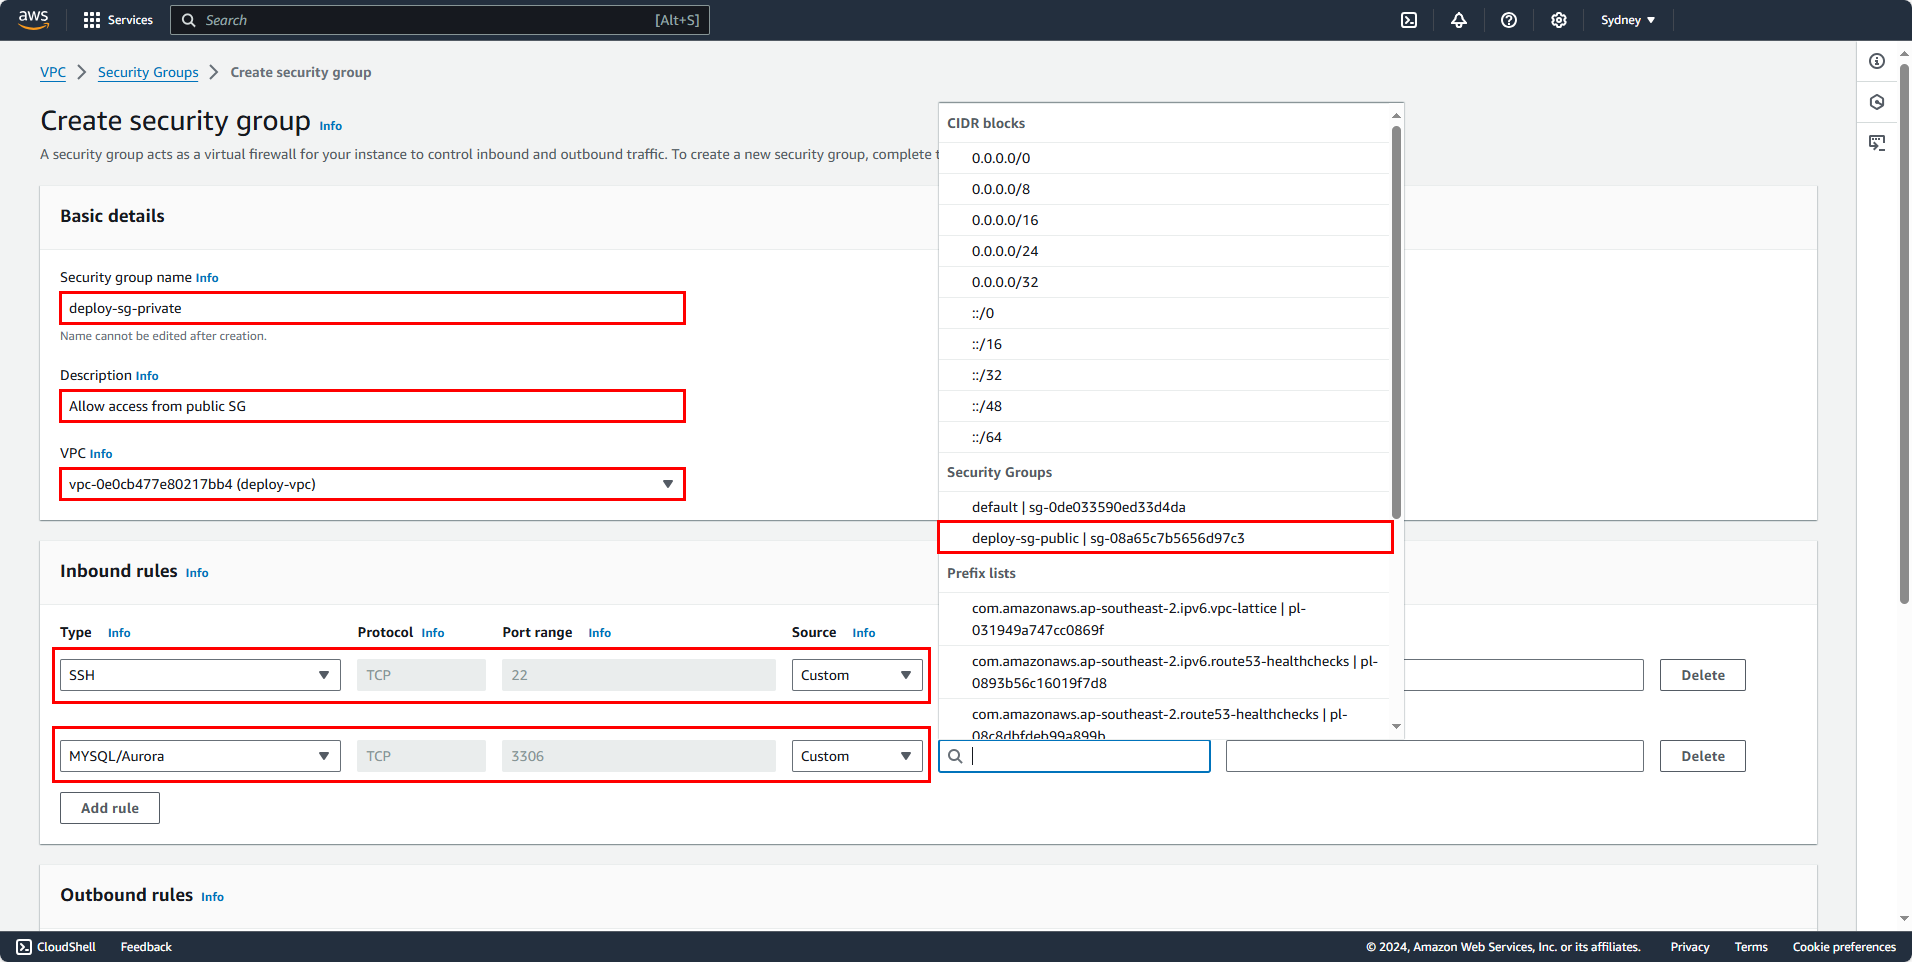 aws
Services
Search
[Alt+S]
Sydney
VPC
Security Groups
Create security group
Create security group Info
A security group acts as a virtual firewall for your instance to control inbound and outbound traffic. To create a new security group, complete t
Basic details
Security group name Info
deploy-sg-private
Name cannot be edited after creation.
Description Info
Allow access from public SG
VPC Info
vpc-0e0cb477e80217bb4 (deploy-vpc)
CIDR blocks
0.0.0.0/0
0.0.0.0/8
0.0.0.0/16
0.0.0.0/24
0.0.0.0/32
::/0
::/16
::/32
::/48
::/64
Security Groups
default | sg-0de033590ed33d4da
deploy-sg-public | sg-08a65c7b5656d97c3
Prefix lists
com.amazonaws.ap-southeast-2.ipv6.vpc-lattice | pl-
031949a747cc0869f
com.amazonaws.ap-southeast-2.ipv6.route53-healthchecks | pl-
0893b56c16019f7d8
com.amazonaws.ap-southeast-2.route53-healthchecks | pl-
08c8dbfdeb99a899b
Inbound rules Info
Type Info
Protocol Info
Port range Info
Source Info
SSH
TCP
22
Custom
Delete
MYSQL/Aurora
TCP
3306
Custom
Delete
Add rule
Outbound rules Info
CloudShell
Feedback
© 2024, Amazon Web Services, Inc. or its affiliates.
Privacy
Terms
Cookie preferences